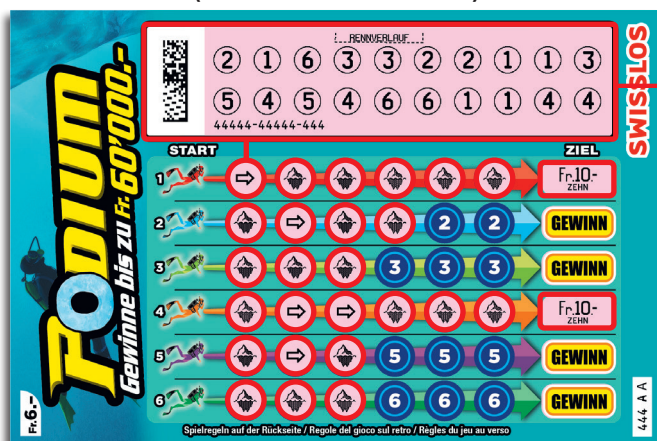 RENNVERLAUF
2 1 6 3 3 2 2 1 1 3
5 4 5 4 6 6 1 1 4 4
44444-44444-444
SWISSLOS
PODIUM
Gewinne bis zu Fr. 60'000.-
Fr. 6.-
START ZIEL
1 Fr.10.-
ZEHN
2 2 2 GEWINN
3 3 3 3 GEWINN
4 Fr.10.-
ZEHN
5 5 5 5 GEWINN
6 6 6 6 GEWINN
444 A A
Spielregeln auf der Rückseite / Regole del gioco sul retro / Règles du jeu au verso